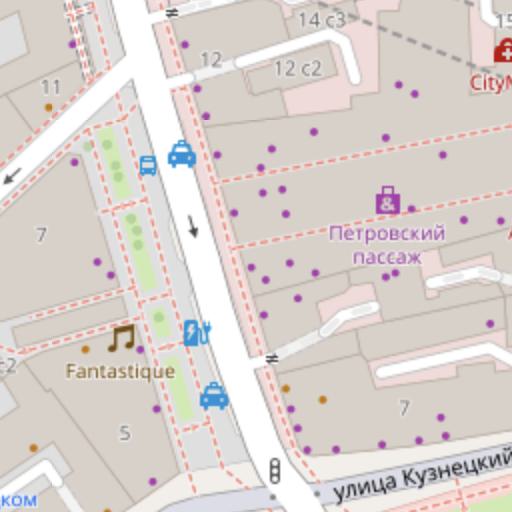 14 с3
15
12
12 с2
CityM
11
Петровский
пассаж
7
Fantastique
с2
7
5
улица Кузнецкий
ком